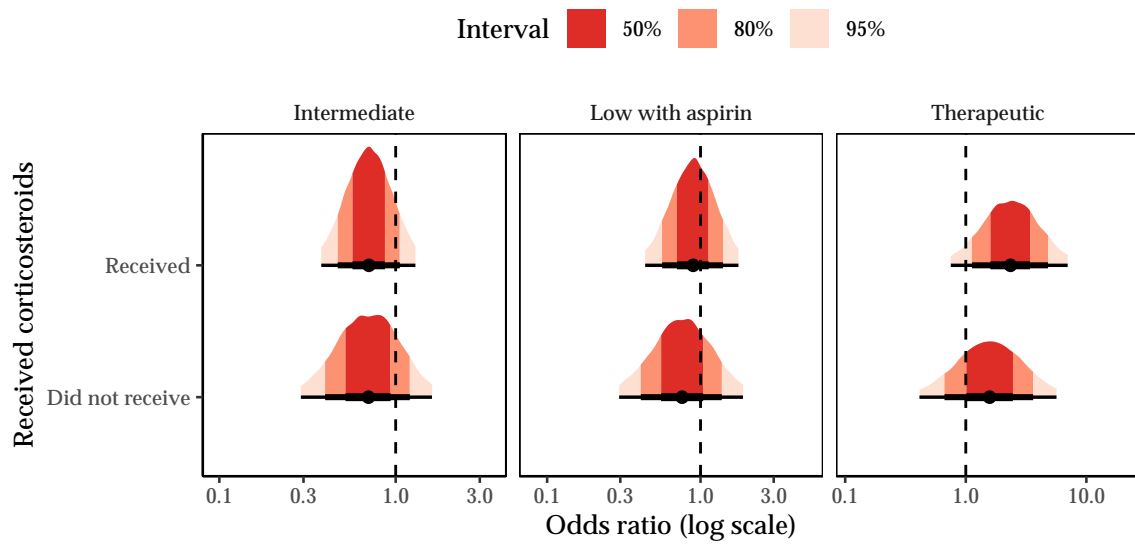 Interval 50% 80% 95%
Intermediate Low with aspirin Therapeutic
Received corticosteroids
Received
Did not receive
0.1 0.3 1.0 3.0 0.1 0.3 1.0 3.0 0.1 1.0 10.0
Odds ratio (log scale)